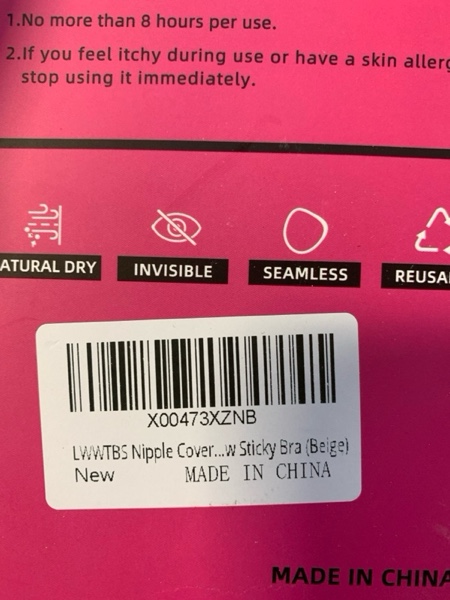 1.No more than 8 hours per use.
2.If you feel itchy during use or have a skin allerg
stop using it immediately.
ATURAL DRY INVISIBLE SEAMLESS REUSA
X00473XZNB
LWWTBS Nipple Cover...w Sticky Bra (Beige)
New MADE IN CHINA
MADE IN CHINA